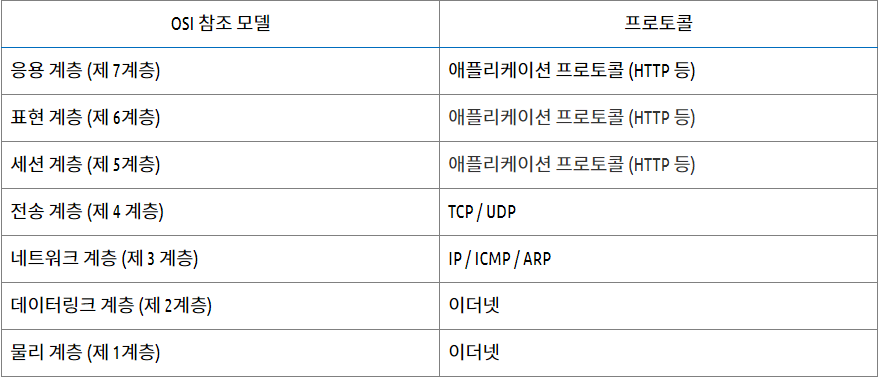 OSI 참조 모델 프로토콜
응용 계층 (제 7계층) 애플리케이션 프로토콜 (HTTP 등)
표현 계층 (제 6계층) 애플리케이션 프로토콜 (HTTP 등)
세션 계층 (제 5계층) 애플리케이션 프로토콜 (HTTP 등)
전송 계층 (제 4 계층) TCP / UDP
네트워크 계층 (제 3 계층) IP / ICMP / ARP
데이터링크 계층 (제 2계층) 이더넷
물리 계층 (제 1계층) 이더넷